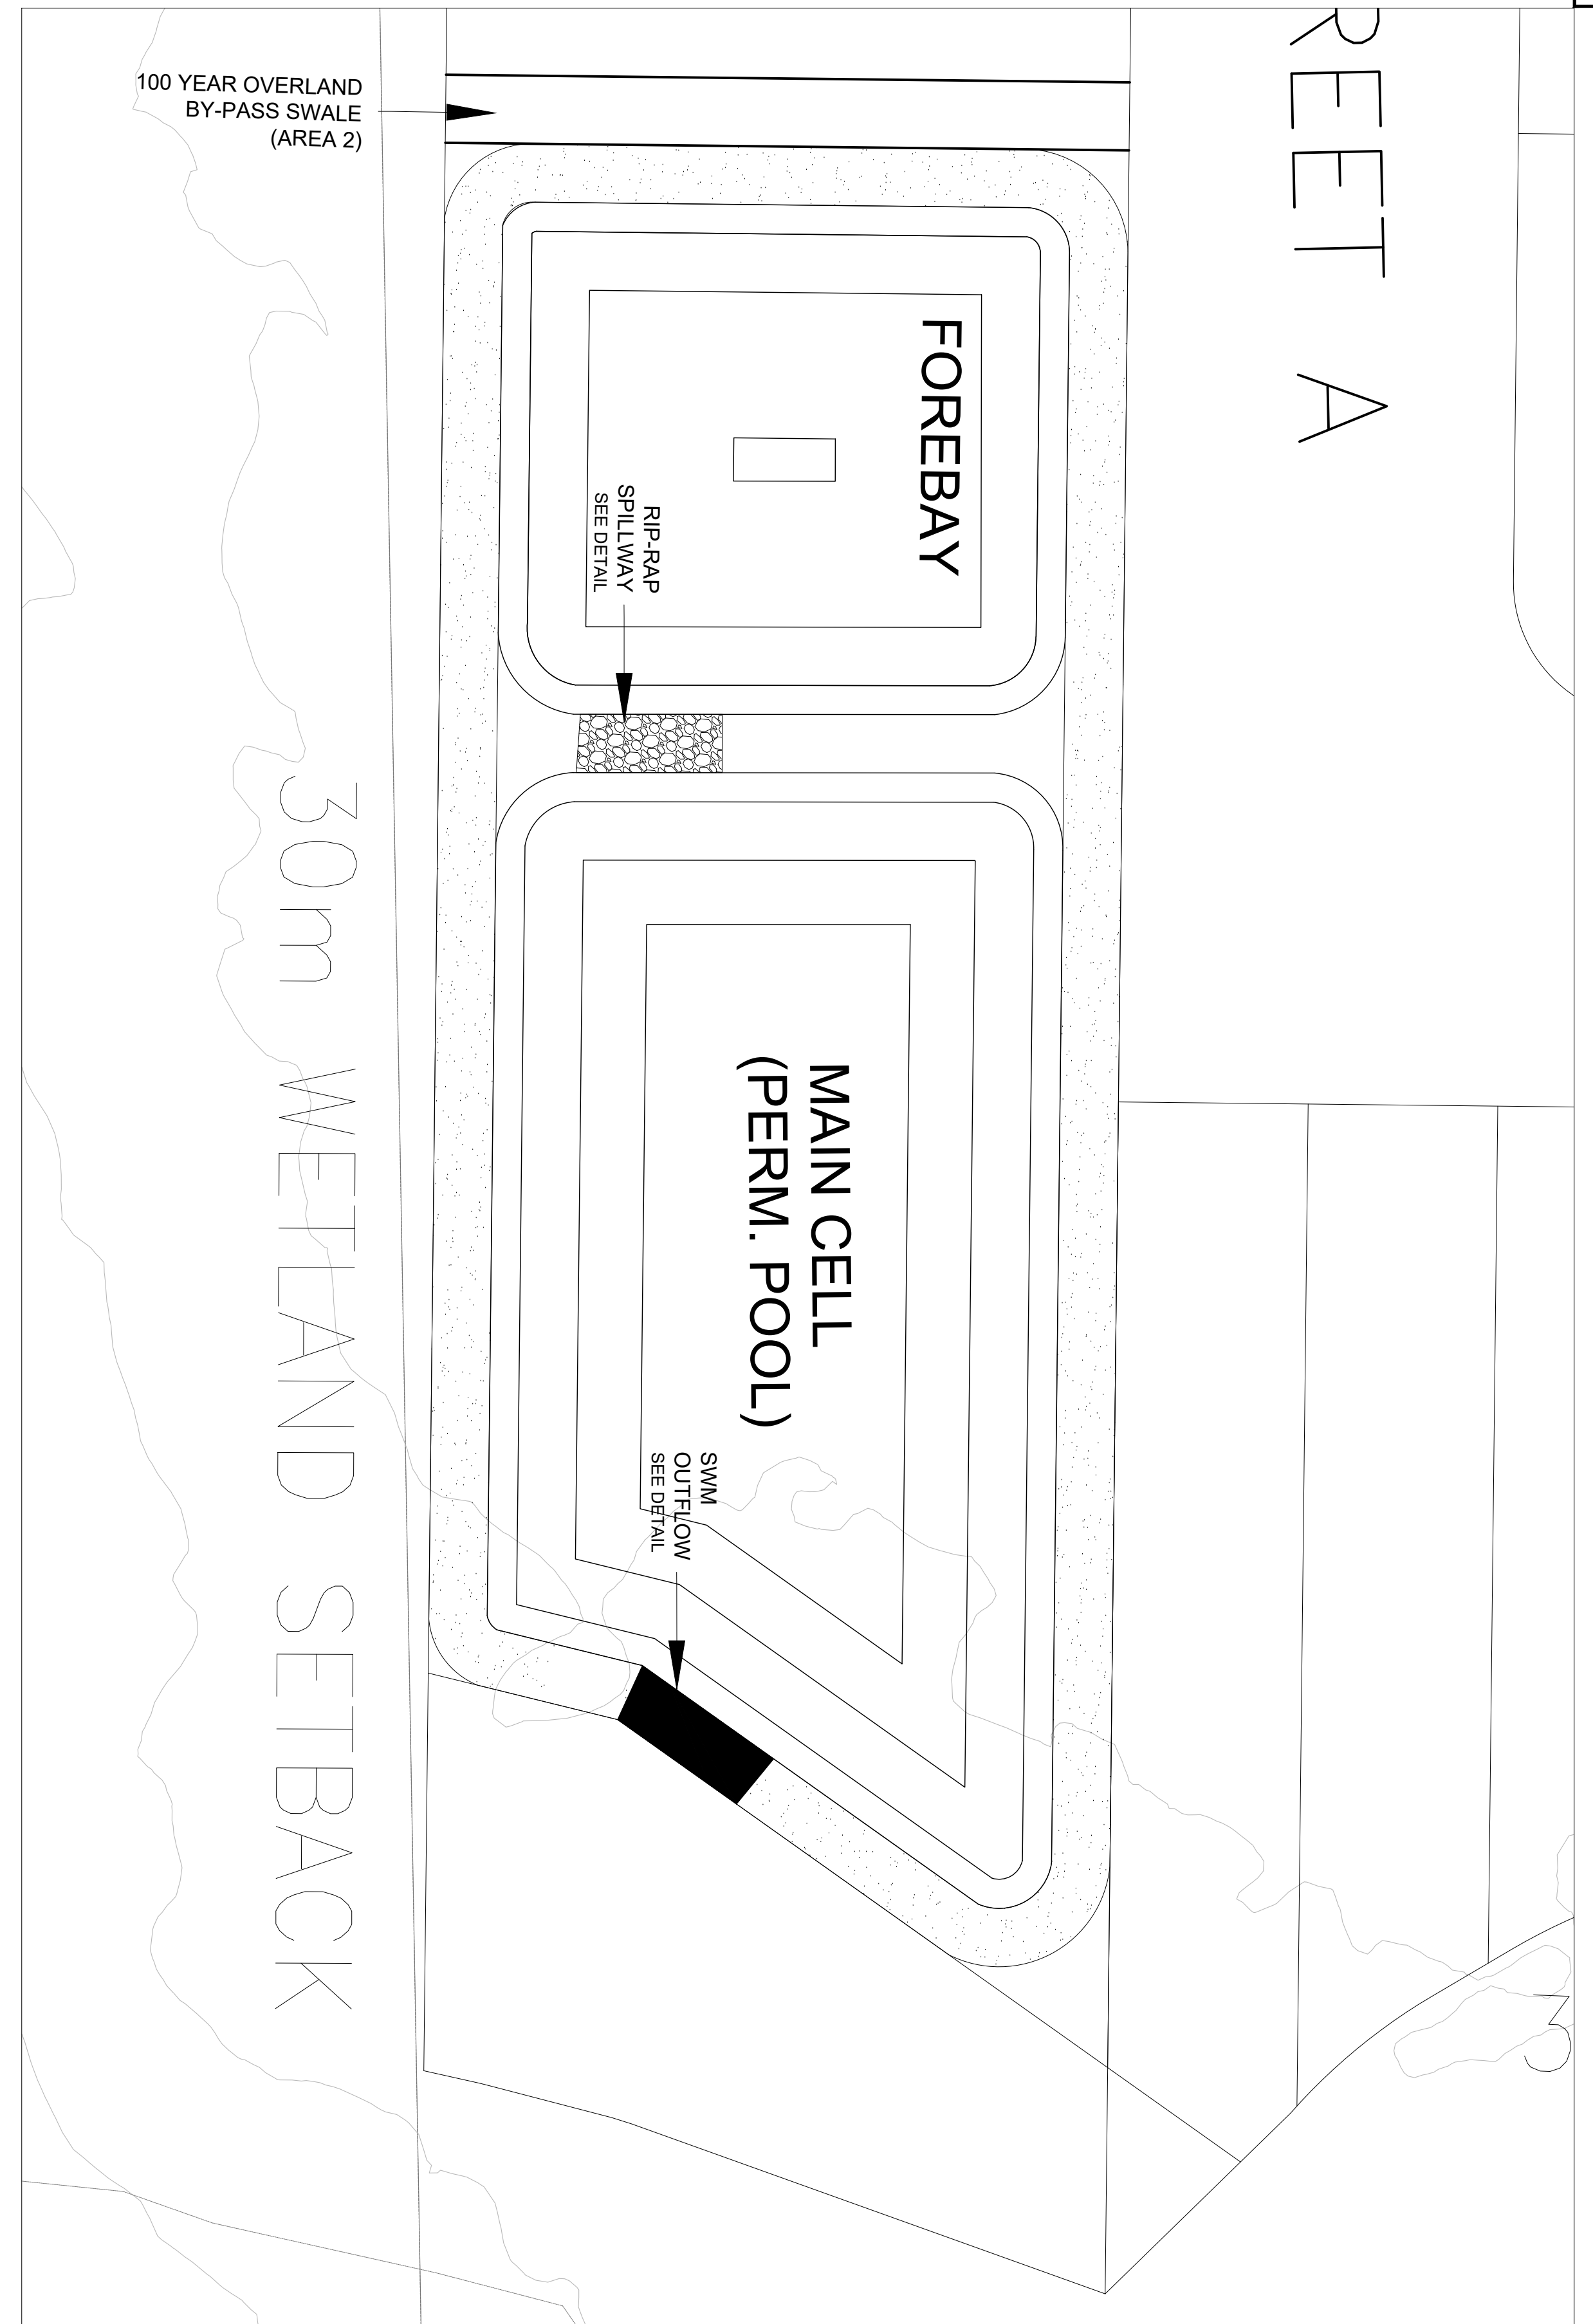 100 YEAR OVERLAND
BY-PASS SWALE
(AREA 2)
REET A
FOREBAY
RIP-RAP
SPILLWAY
SEE DETAIL
30m WETLAND SETBACK
MAIN CELL
(PERM. POOL)
SWM
OUTFLOW
SEE DETAIL
3